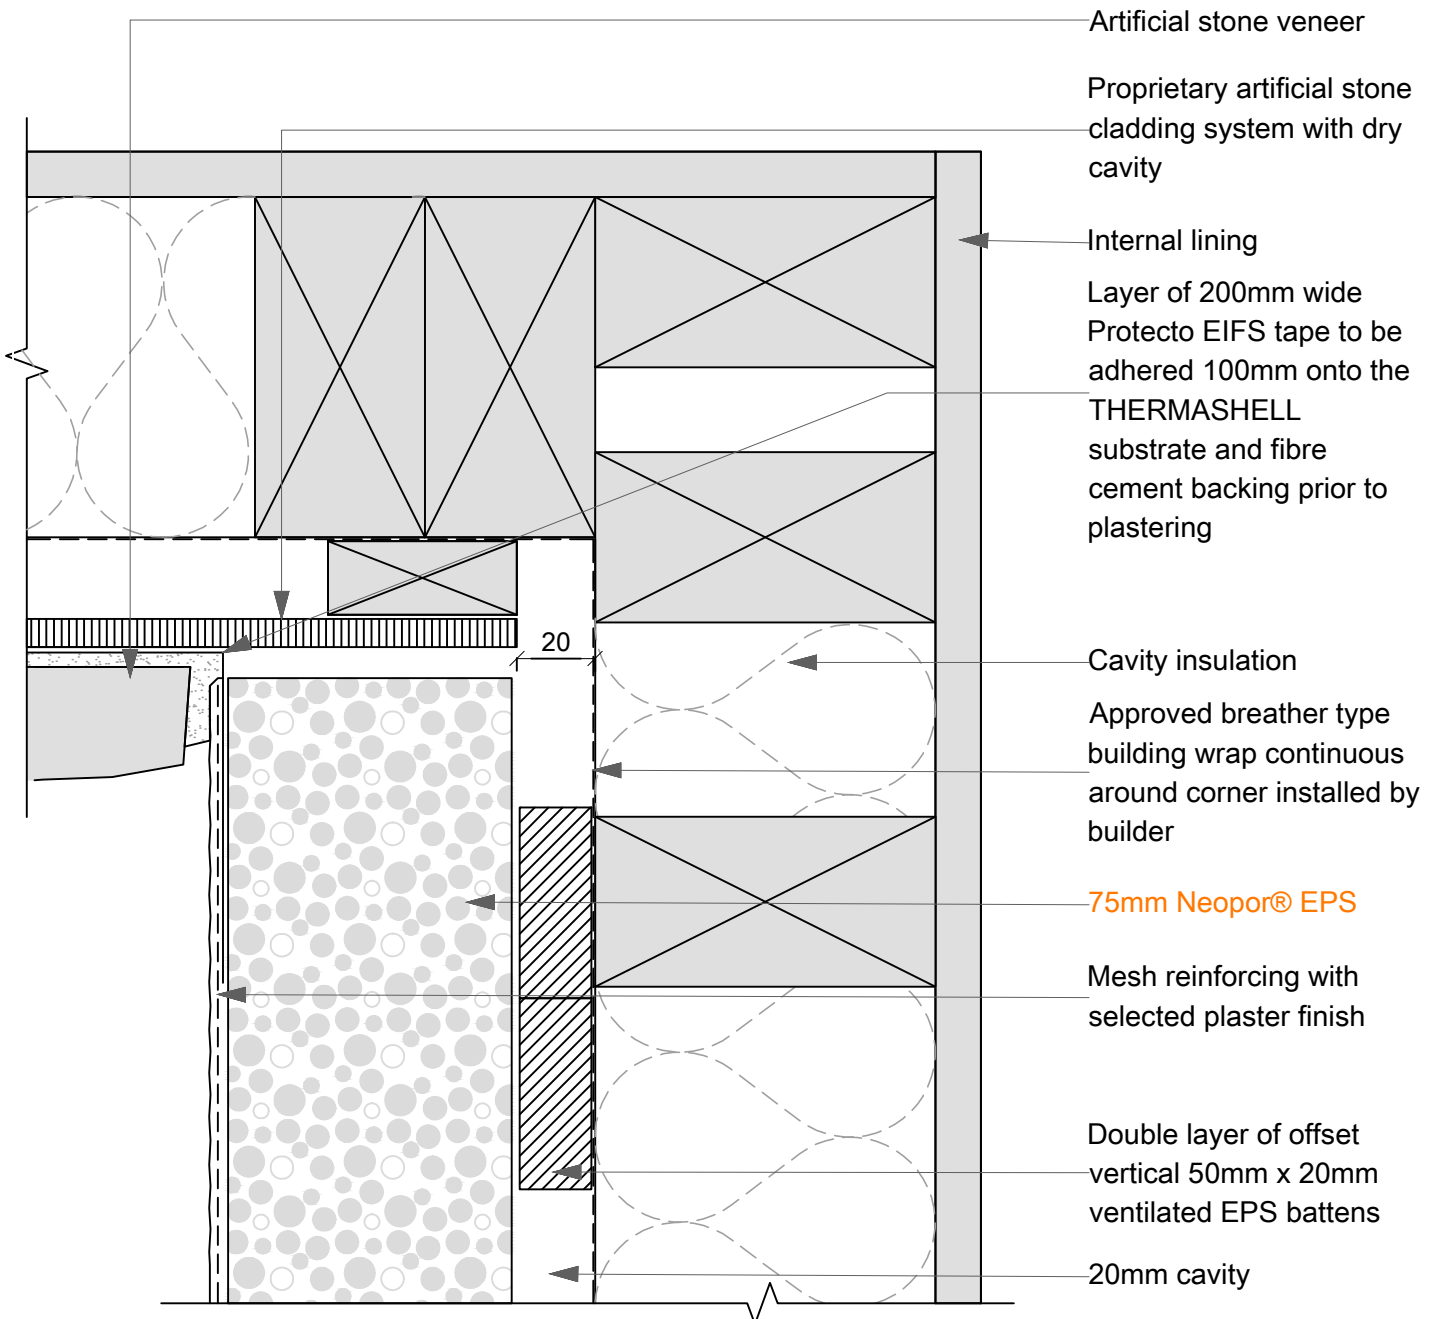 Artificial stone veneer
Proprietary artificial stone
cladding system with dry
cavity
Internal lining
Layer of 200mm wide
Protecto EIFS tape to be
adhered 100mm onto the
THERMASHELL
substrate and fibre
cement backing prior to
plastering
20
Cavity insulation
Approved breather type
building wrap continuous
around corner installed by
builder
75mm Neopor® EPS
Mesh reinforcing with
selected plaster finish
Double layer of offset
vertical 50mm x 20mm
ventilated EPS battens
20mm cavity